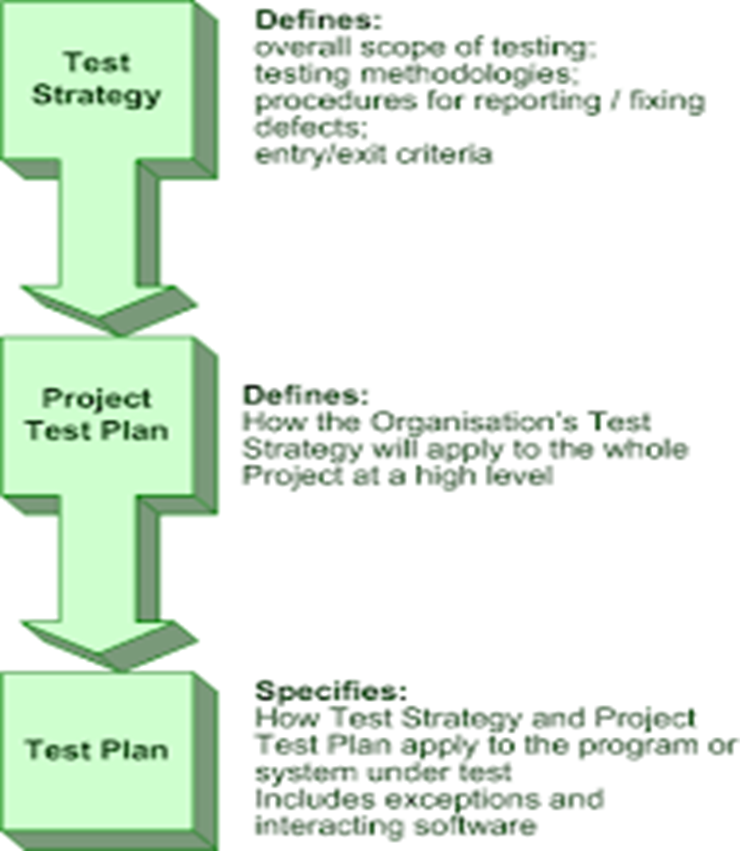 Test
Strategy
Defines:
overall scope of testing;
testing methodologies;
procedures for reporting / fixing
defects;
entry/exit criteria
Project
Test Plan
Defines:
How the Organisation's Test
Strategy will apply to the whole
Project at a high level
Test Plan
Specifies:
How Test Strategy and Project
Test Plan apply to the program or
system under test
Includes exceptions and
interacting software